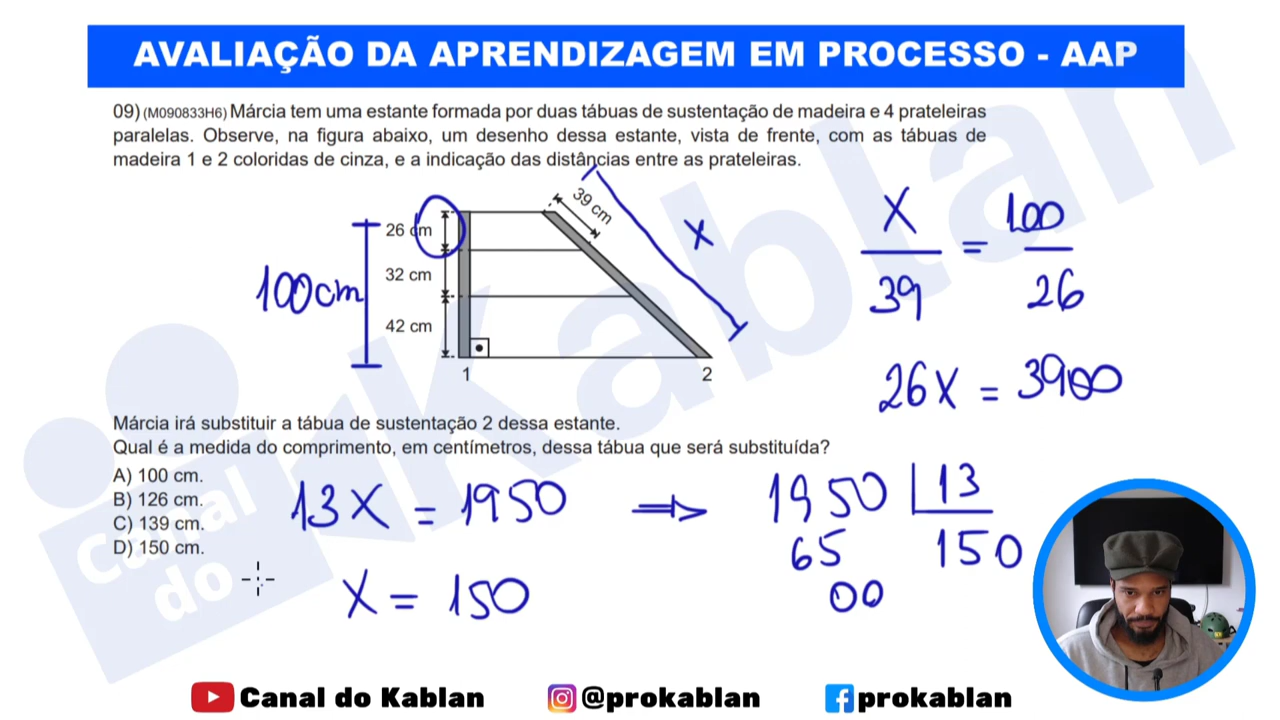 AVALIAÇÃO DA APRENDIZAGEM EM PROCESSO - AAP
09) (M090833H6) Márcia tem uma estante formada por duas tábuas de sustentação de madeira e 4 prateleiras
paralelas. Observe, na figura abaixo, um desenho dessa estante, vista de frente, com as tábuas de
madeira 1 e 2 coloridas de cinza, e a indicação das distâncias entre as prateleiras.
26 cm
32 cm
42 cm
39 cm
1
2
100cm
X
X = 100
39 26
26X = 3900
Márcia irá substituir a tábua de sustentação 2 dessa estante.
Qual é a medida do comprimento, em centímetros, dessa tábua que será substituída?
A) 100 cm.
B) 126 cm.
C) 139 cm.
D) 150 cm.
13X = 1950 ⇒ 1950 13
65 150
00
X = 150
Canal do Kablan
Canal do Kablan @prokablan prokablan